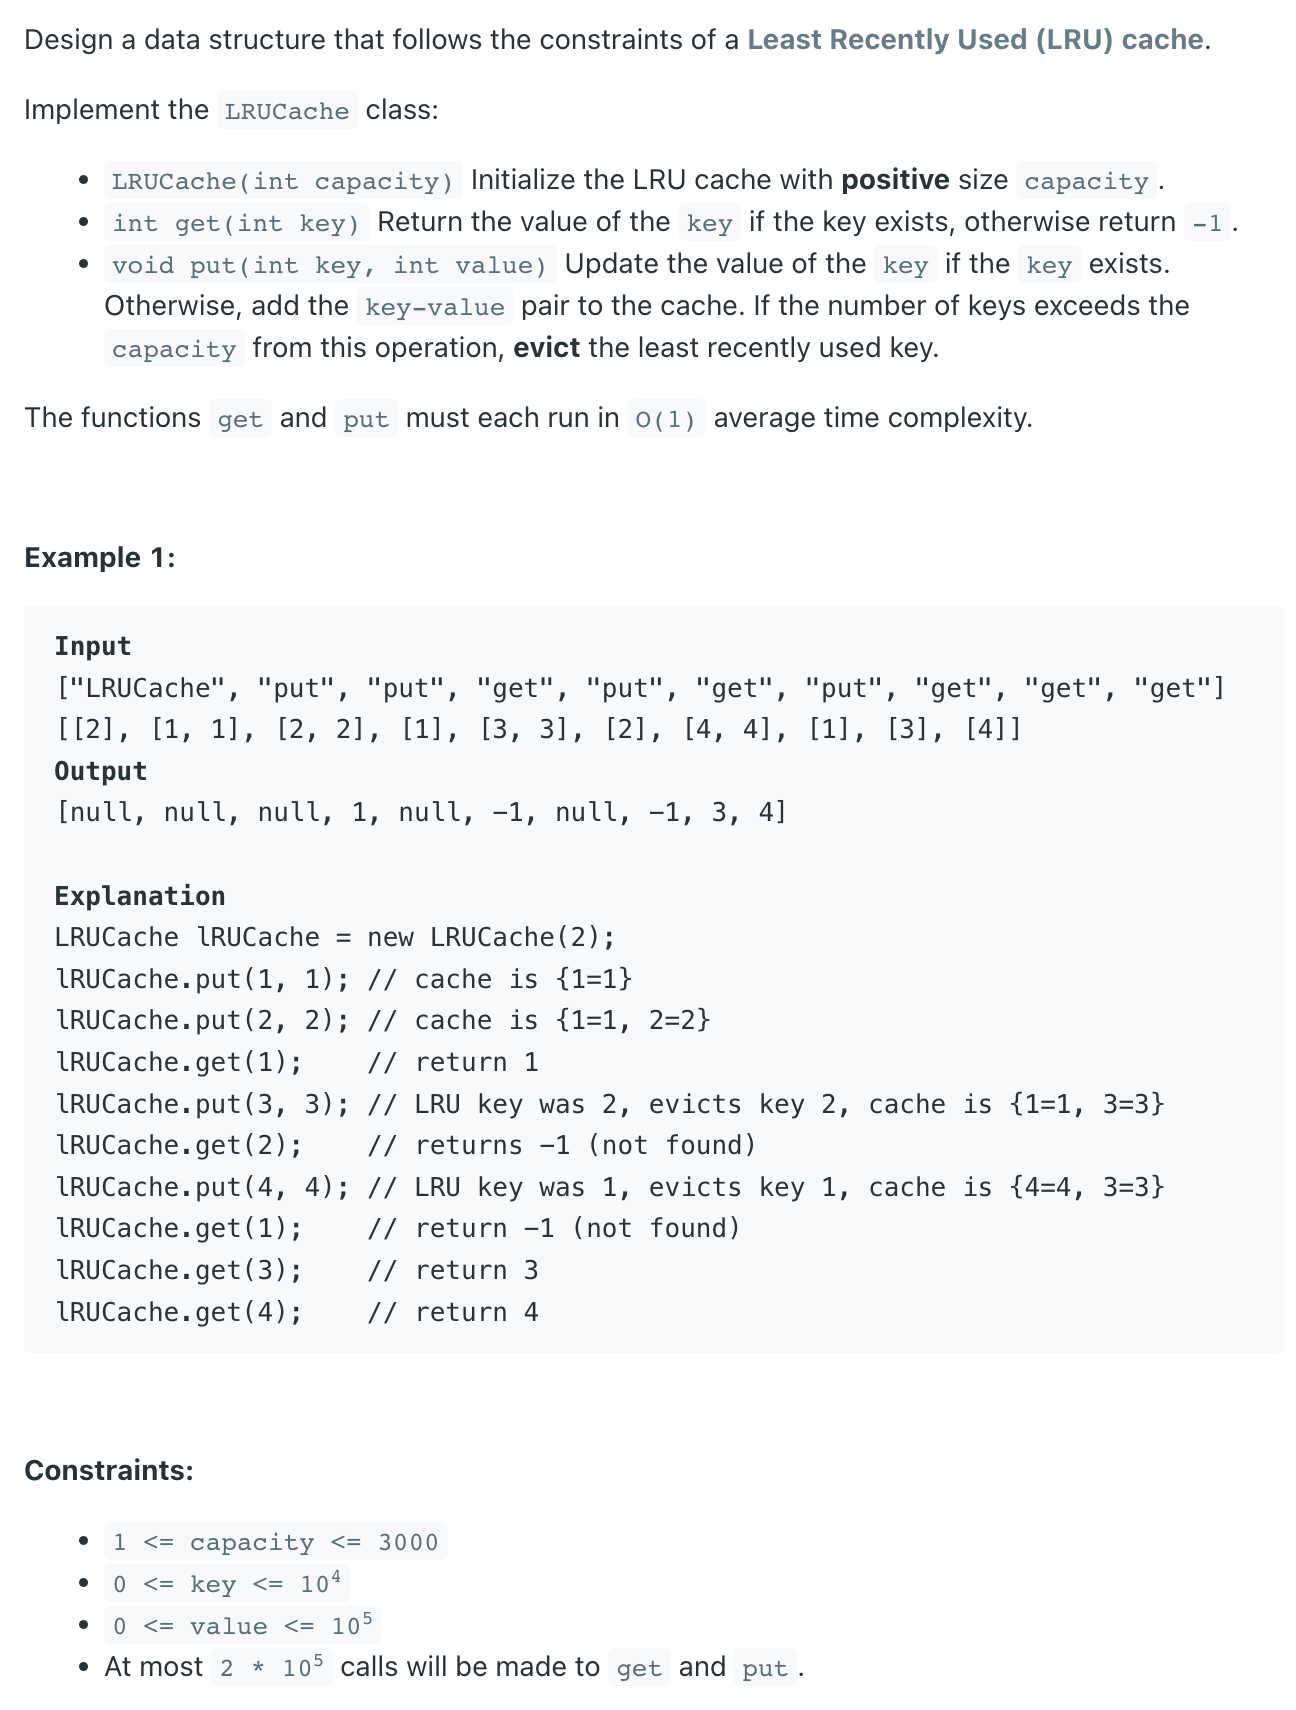 Design a data structure that follows the constraints of a Least Recently Used (LRU) cache.
Implement the LRUCache class:
• LRUCache(int capacity) Initialize the LRU cache with positive size capacity.
• int get(int key) Return the value of the key if the key exists, otherwise return -1.
• void put(int key, int value) Update the value of the key if the key exists.
Otherwise, add the key-value pair to the cache. If the number of keys exceeds the
capacity from this operation, evict the least recently used key.
The functions get and put must each run in O(1) average time complexity.
Example 1:
Input
["LRUCache", "put", "put", "get", "put", "get", "put", "get", "get", "get"]
[[2], [1, 1], [2, 2], [1], [3, 3], [2], [4, 4], [1], [3], [4]]
Output
[null, null, null, 1, null, -1, null, -1, 3, 4]
Explanation
LRUCache lRUCache = new LRUCache(2);
lRUCache.put(1, 1); // cache is {1=1}
lRUCache.put(2, 2); // cache is {1=1, 2=2}
lRUCache.get(1);    // return 1
lRUCache.put(3, 3); // LRU key was 2, evicts key 2, cache is {1=1, 3=3}
lRUCache.get(2);    // returns -1 (not found)
lRUCache.put(4, 4); // LRU key was 1, evicts key 1, cache is {4=4, 3=3}
lRUCache.get(1);    // return -1 (not found)
lRUCache.get(3);    // return 3
lRUCache.get(4);    // return 4
Constraints:
• 1 <= capacity <= 3000
• 0 <= key <= 10⁴
• 0 <= value <= 10⁵
• At most 2 * 10⁵ calls will be made to get and put.